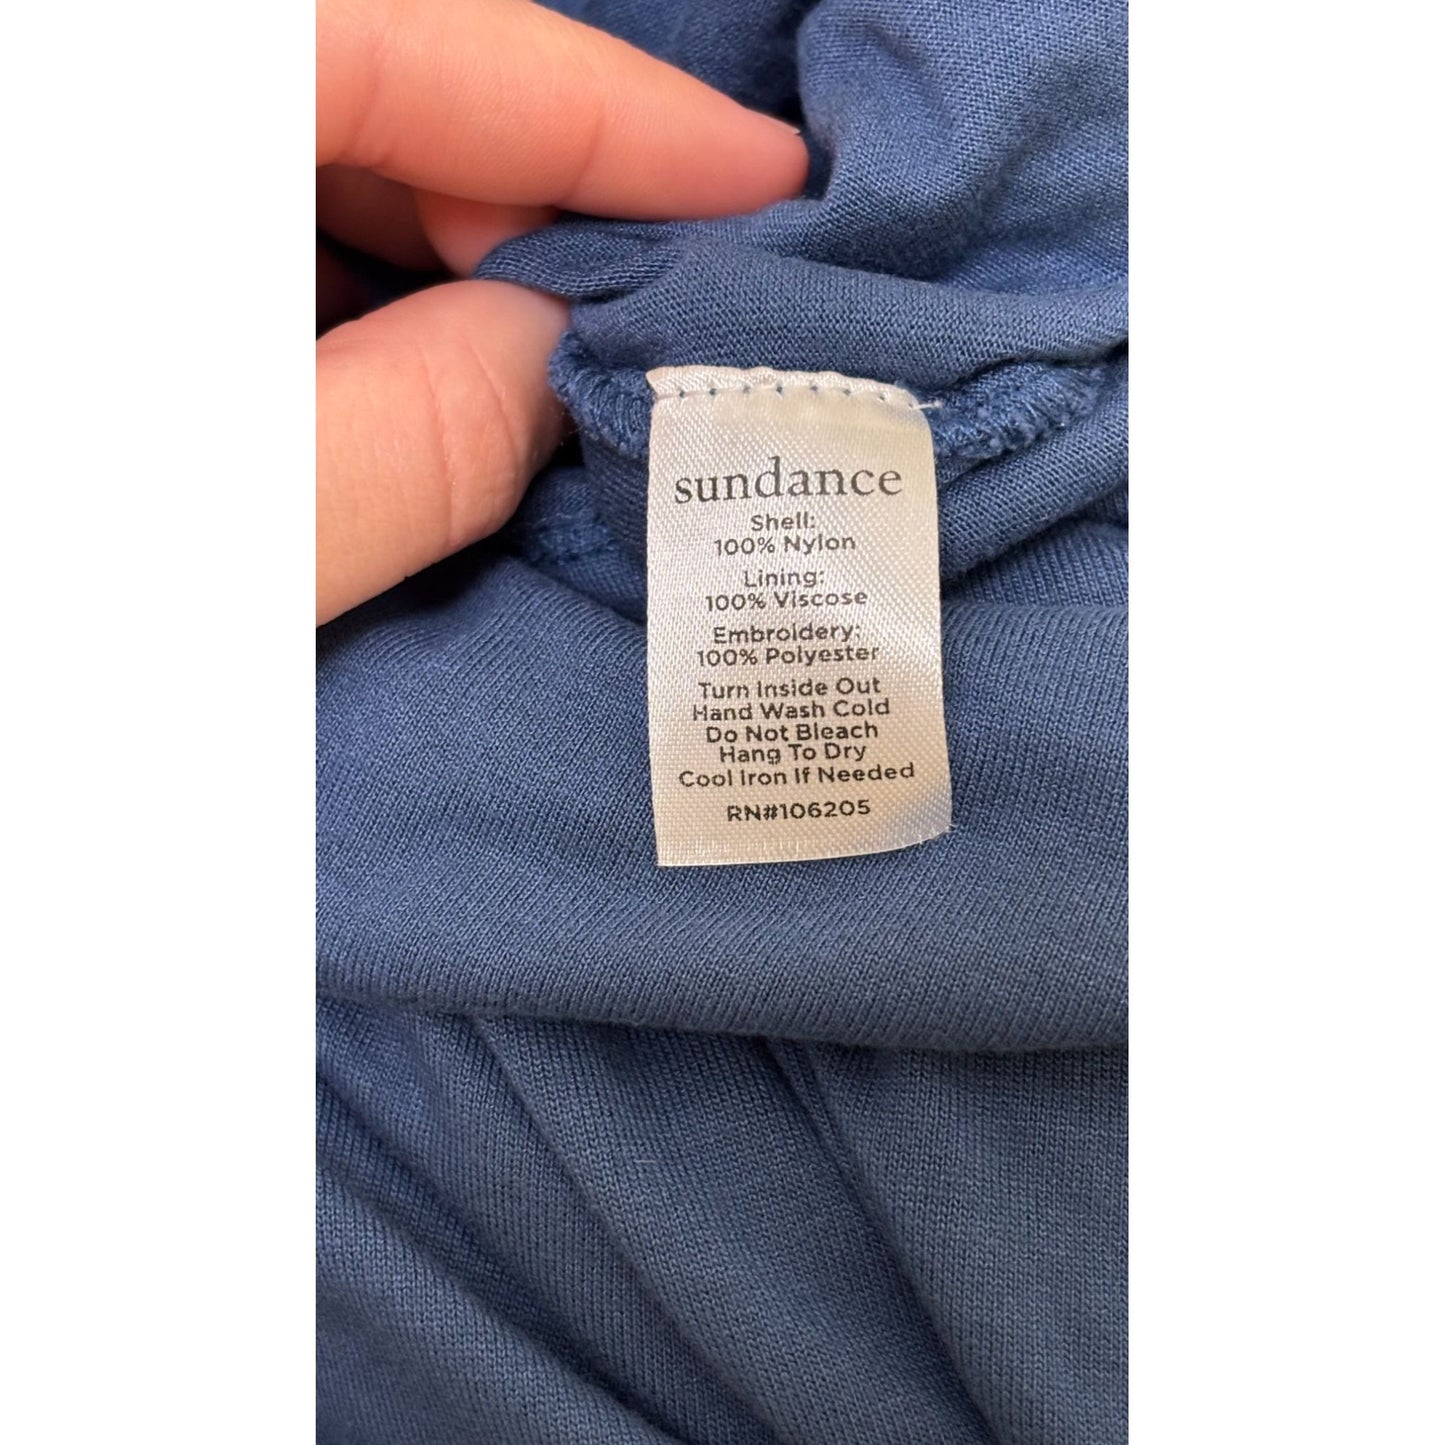 sundance
Shell:
100% Nylon
Lining:
100% Viscose
Embroidery:
100% Polyester
Turn Inside Out
Hand Wash Cold
Do Not Bleach
Hang To Dry
Cool Iron If Needed
RN#106205